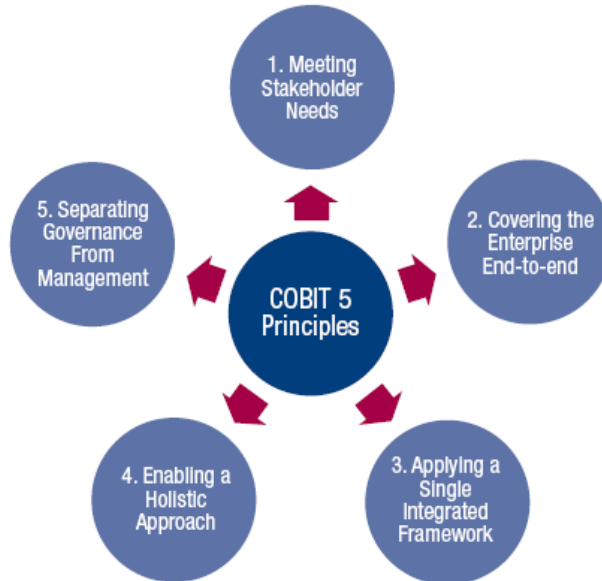 1. Meeting
Stakeholder
Needs
2. Covering the
Enterprise
End-to-end
3. Applying a
Single
Integrated
Framework
4. Enabling a
Holistic
Approach
5. Separating
Governance
From
Management
COBIT 5
Principles